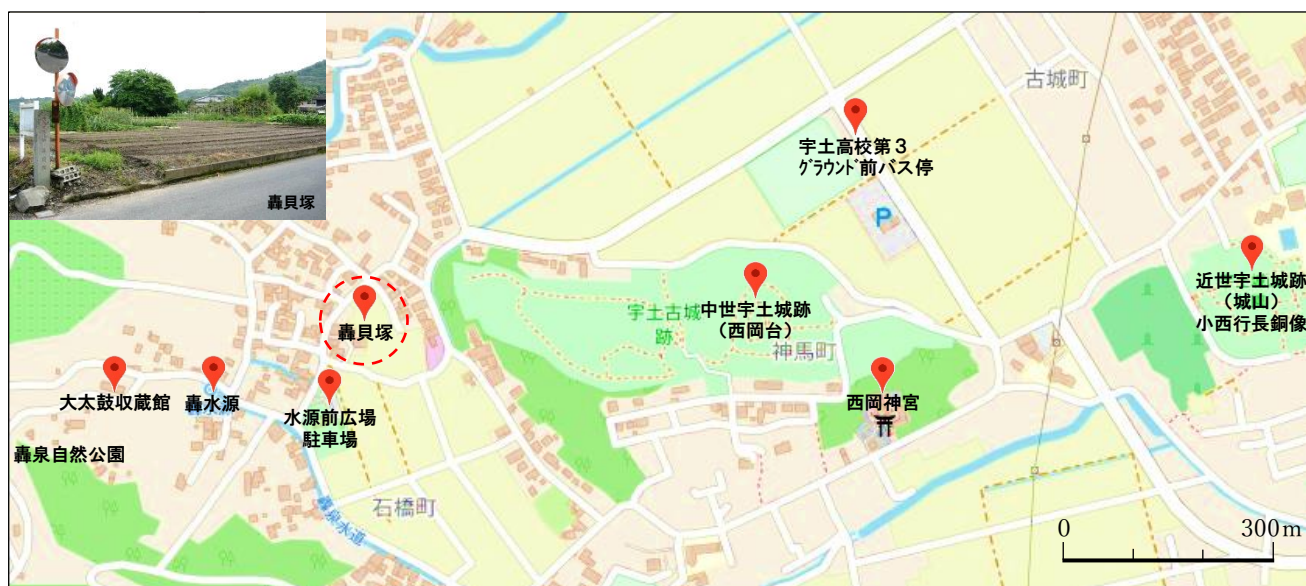 轟貝塚
古城町
宇土高校第3
グラウンド前バス停
P
近世宇土城跡
（城山）
小西行長銅像
中世宇土城跡
（西岡台）
宇土古城
跡
神馬町
轟貝塚
大太鼓収蔵館
轟水源
水源前広場
駐車場
西岡神宮
轟泉自然公園
石橋町
轟泉水道
0
300m